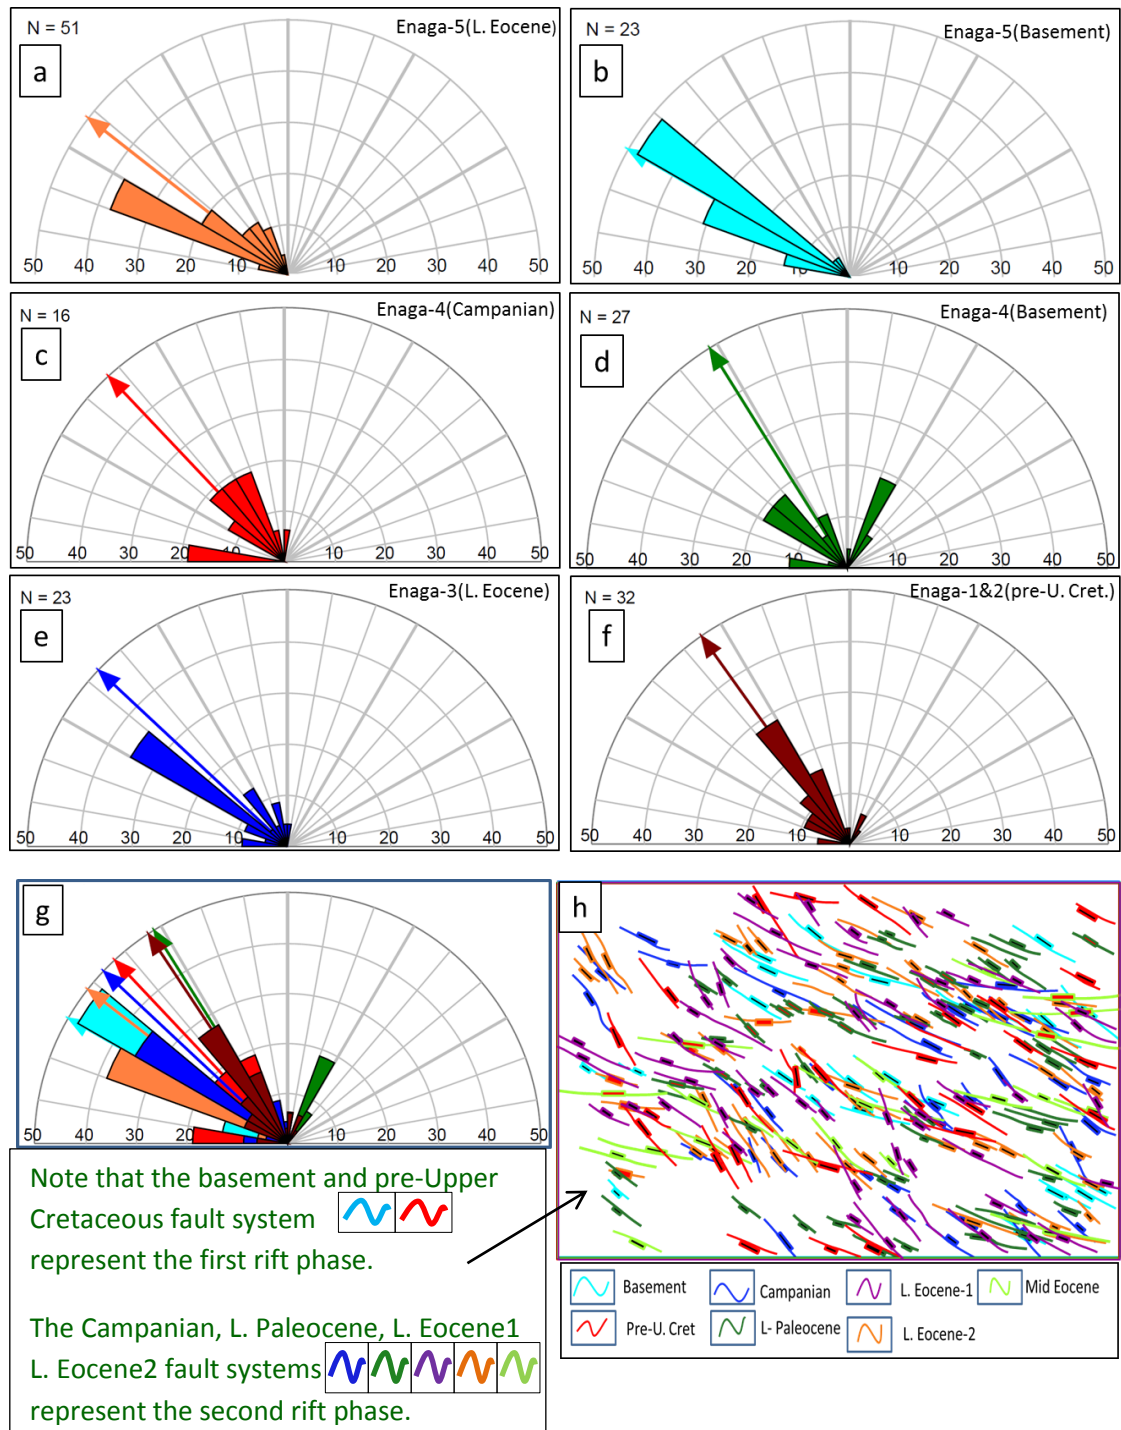 N = 51
Enaga-5(L. Eocene)
a
50 40 30 20 10 10 20 30 40 50
N = 23
Enaga-5(Basement)
b
50 40 30 20 10 10 20 30 40 50
N = 16
Enaga-4(Campanian)
c
50 40 30 20 10 10 20 30 40 50
N = 27
Enaga-4(Basement)
d
50 40 30 20 10 10 20 30 40 50
N = 23
Enaga-3(L. Eocene)
e
50 40 30 20 10 10 20 30 40 50
N = 32
Enaga-1&2(pre-U. Cret.)
f
50 40 30 20 10 10 20 30 40 50
g
50 40 30 20 10 20 30 40 50
h
Note that the basement and pre-Upper
Cretaceous fault system
represent the first rift phase.
The Campanian, L. Paleocene, L. Eocene1
L. Eocene2 fault systems
represent the second rift phase.
Basement
Campanian
L. Eocene-1
Mid Eocene
Pre-U. Cret
L- Paleocene
L. Eocene-2